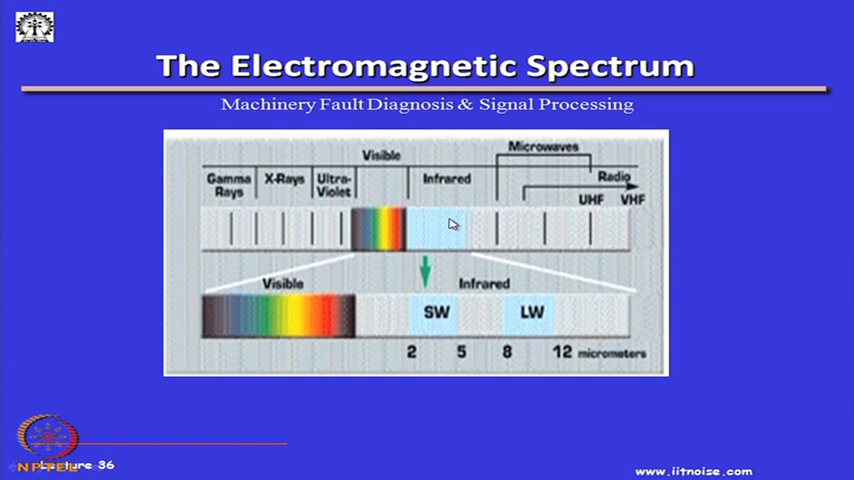 The Electromagnetic Spectrum
Machinery Fault Diagnosis & Signal Processing
Visible
Microwaves
Gamma Rays
X-Rays
Ultra-Violet
Infrared
Radio
UHF VHF
Visible
Infrared
SW LW
2 5 8 12 micrometers
NPTEL
Lecture 36
www.iitnoise.com